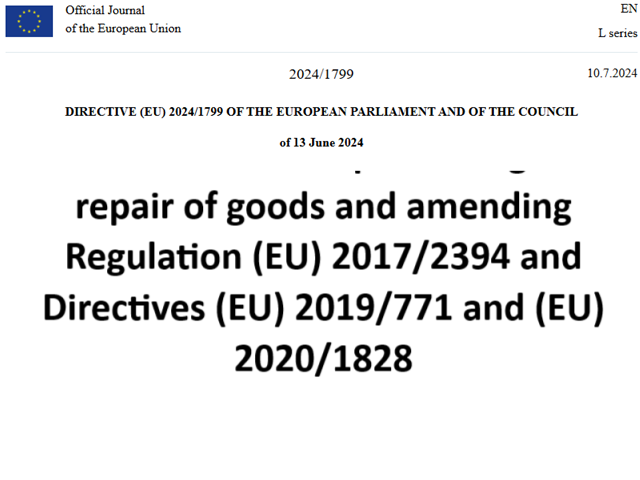 Official Journal
of the European Union
EN
L series
2024/1799
10.7.2024
DIRECTIVE (EU) 2024/1799 OF THE EUROPEAN PARLIAMENT AND OF THE COUNCIL
of 13 June 2024
repair of goods and amending
Regulation (EU) 2017/2394 and
Directives (EU) 2019/771 and (EU)
2020/1828